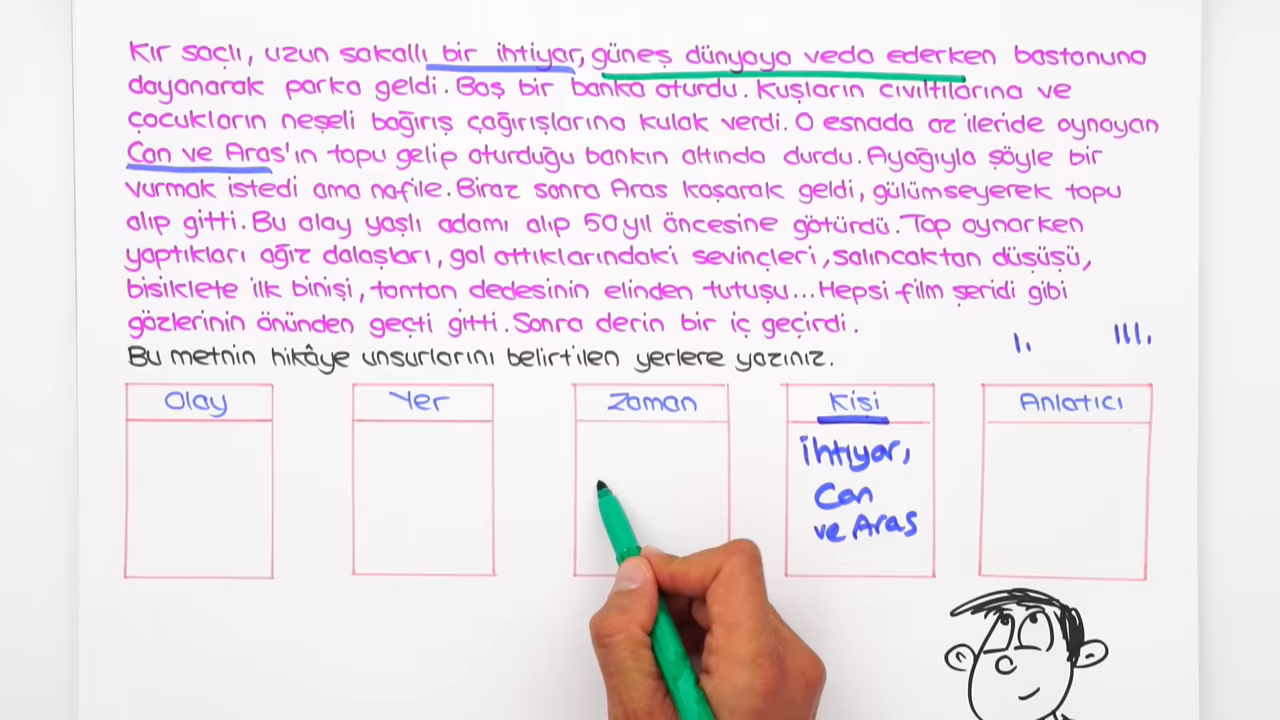 Kır saçlı, uzun sakallı bir ihtiyar, güneş dünyaya veda ederken bastonuna
dayanarak parka geldi. Boş bir banka oturdu. Kuşların cıvıltılarına ve
çocukların neşeli bağırış çağırışlarına kulak verdi. O esnada az ileride oynayan
Can ve Aras'ın topu gelip oturduğu bankın altında durdu. Ayağıyla şöyle bir
vurmak istedi ama nafile. Biraz sonra Aras koşarak geldi, gülümseyerek topu
alıp gitti. Bu olay yaşlı adamı alıp 50 yıl öncesine götürdü. Top oynarken
yaptıkları ağız dalaşları, gol attıklarındaki sevinçleri, salıncaktan düşüşü,
bisiklete ilk binişi, tonton dedesinin elinden tutuşu... Hepsi film şeridi gibi
gözlerinin önünden geçti gitti. Sonra derin bir iç geçirdi.
I. III.
Bu metnin hikâye unsurlarını belirtilen yerlere yazınız.
Olay Yer Zaman Kişi Anlatıcı
İhtiyar,
Can
ve Aras